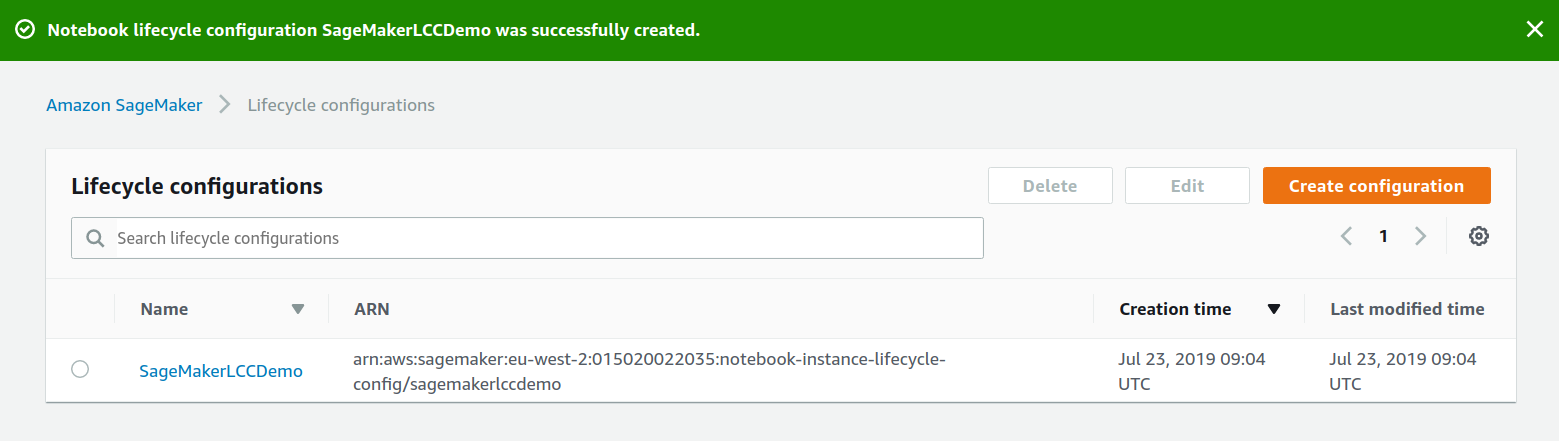 Notebook lifecycle configuration SageMakerLCCDemo was successfully created.
Amazon SageMaker
Lifecycle configurations
Lifecycle configurations
Delete
Edit
Create configuration
Search lifecycle configurations
1
Name
ARN
Creation time
Last modified time
SageMakerLCCDemo
arn:aws:sagemaker:eu-west-2:015020022035:notebook-instance-lifecycle-
config/sagemakerlccdemo
Jul 23, 2019 09:04
UTC
Jul 23, 2019 09:04
UTC